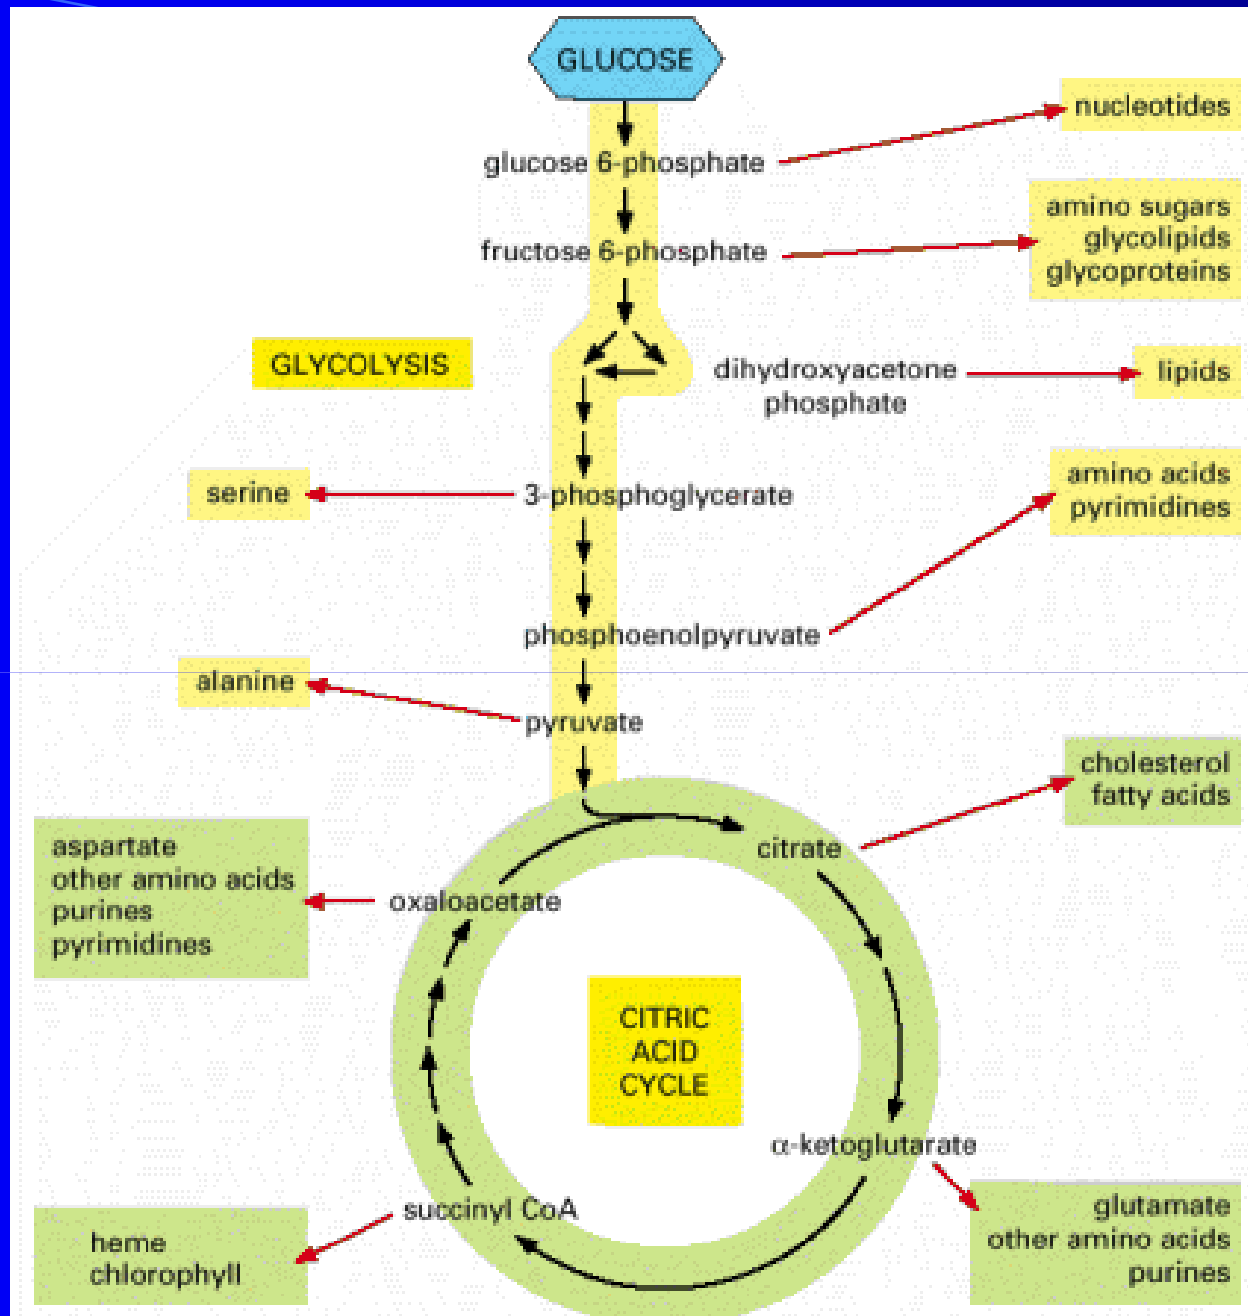 GLUCOSE
nucleotides
glucose 6-phosphate
amino sugars
glycolipids
glycoproteins
fructose 6-phosphate
GLYCOLYSIS
dihydroxyacetone
phosphate
lipids
serine
3-phosphoglycerate
amino acids
pyrimidines
phosphoenolpyruvate
alanine
pyruvate
cholesterol
fatty acids
citrate
aspartate
other amino acids
purines
pyrimidines
oxaloacetate
CITRIC
ACID
CYCLE
α-ketoglutarate
succinyl CoA
heme
chlorophyll
glutamate
other amino acids
purines